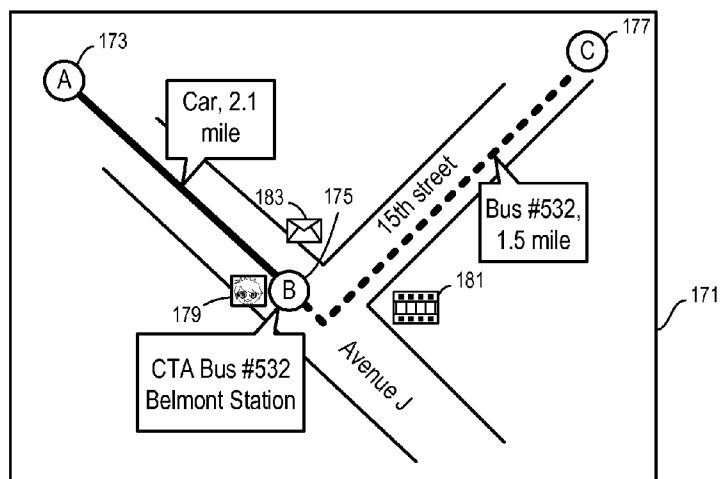 A
173
C
177
Car, 2.1
mile
183
175
15th street
Bus #532,
1.5 mile
B
179
181
171
CTA Bus #532
Belmont Station
Avenue J